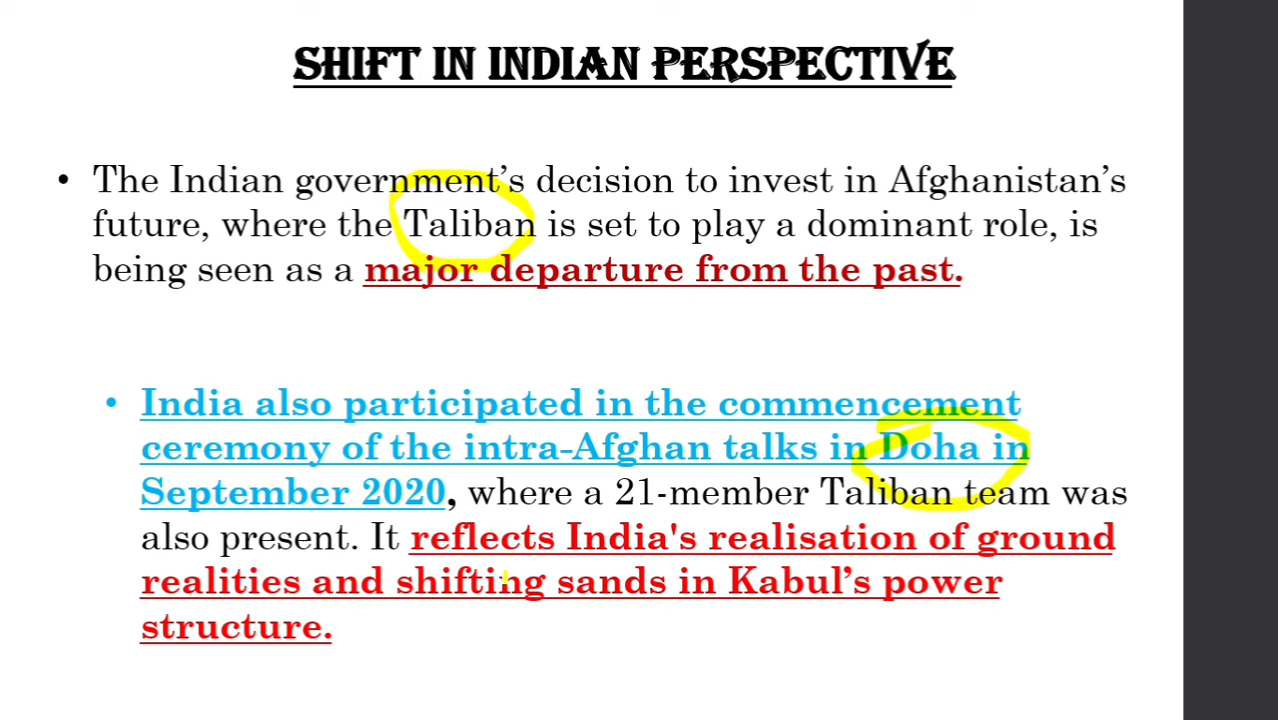 SHIFT IN INDIAN PERSPECTIVE
• The Indian government’s decision to invest in Afghanistan’s
future, where the Taliban is set to play a dominant role, is
being seen as a major departure from the past.
• India also participated in the commencement
ceremony of the intra-Afghan talks in Doha in
September 2020, where a 21-member Taliban team was
also present. It reflects India's realisation of ground
realities and shifting sands in Kabul’s power
structure.